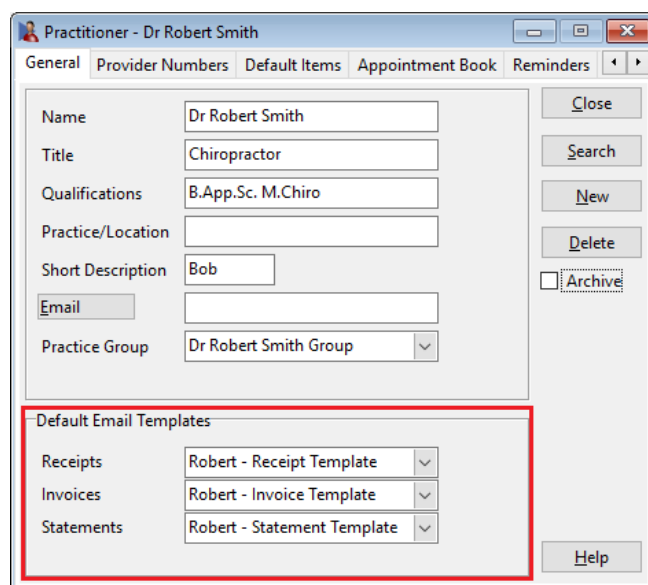 Practitioner - Dr Robert Smith
General Provider Numbers Default Items Appointment Book Reminders
Name Dr Robert Smith
Title Chiropractor
Qualifications B.App.Sc. M.Chiro
Practice/Location
Short Description Bob
Email
Practice Group Dr Robert Smith Group
Close
Search
New
Delete
Archive
Default Email Templates
Receipts Robert - Receipt Template
Invoices Robert - Invoice Template
Statements Robert - Statement Template
Help